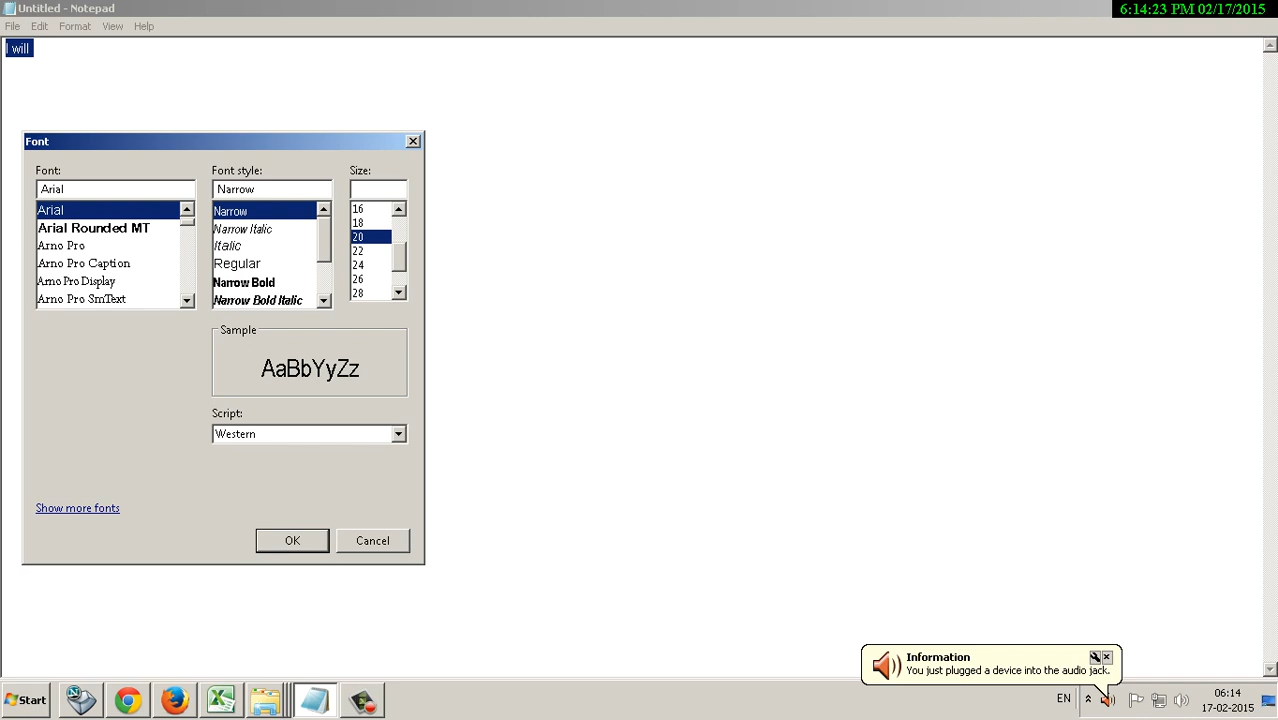 Untitled - Notepad
6:14:23 PM 02/17/2015
File Edit Format View Help
I will
Font
Font: Font style: Size:
Arial Narrow
Arial Narrow 16
Arial Rounded MT Narrow Italic 18
Arno Pro Italic 20
Arno Pro Caption Regular 22
Arno Pro Display Narrow Bold 24
Arno Pro SmText Narrow Bold Italic 26
28
Sample
AaBbYyZz
Script:
Western
Show more fonts
OK Cancel
Information
You just plugged a device into the audio jack.
Start EN 06:14
17-02-2015